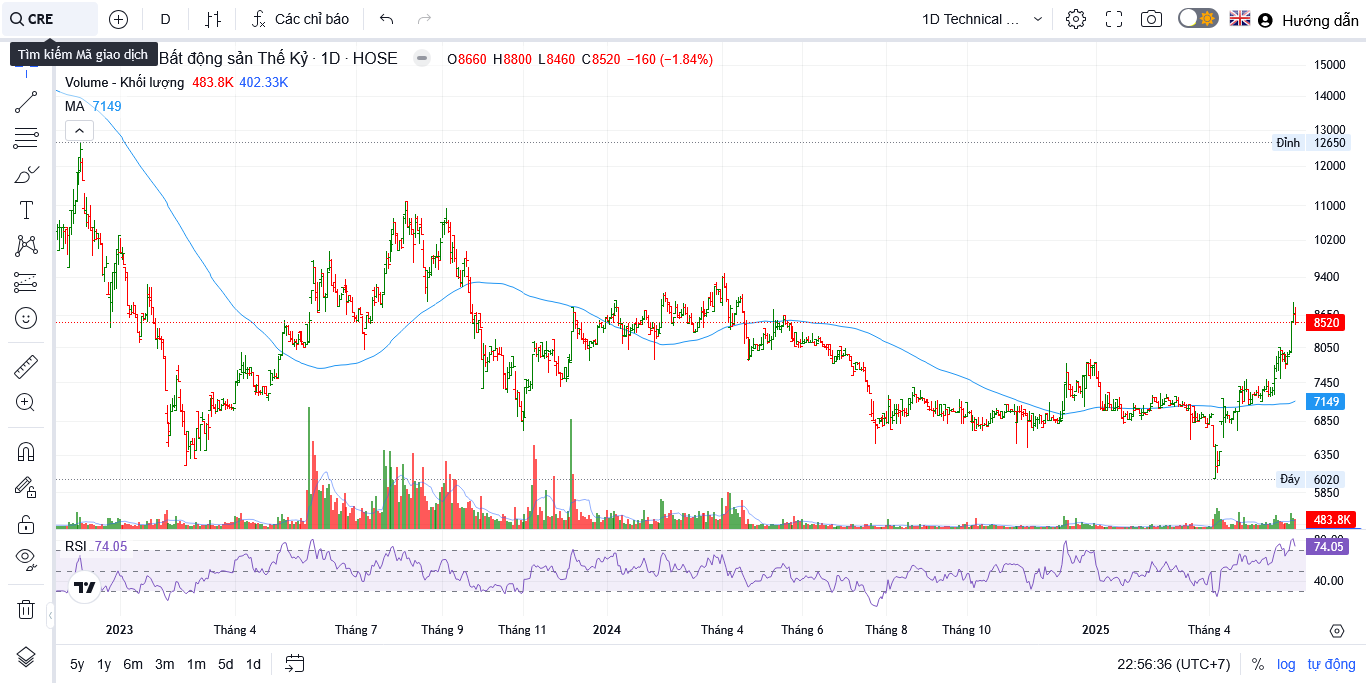 CRE D Các chỉ báo 1D Technical ... Hướng dẫn
Tìm kiếm Mã giao dịch
Bất động sản Thế Kỷ · 1D · HOSE O8660 H8800 L8460 C8520 −160 (−1.84%)
Volume - Khối lượng 483.8K 402.33K
MA 7149
15000
14000
13000
Đỉnh 12650
12000
11000
10200
9400
8650
8520
8050
7450
7149
6850
6350
Đáy 6020
5850
483.8K
80.00
RSI 74.05
74.05
40.00
2023 Tháng 4 Tháng 7 Tháng 9 Tháng 11 2024 Tháng 4 Tháng 6 Tháng 8 Tháng 10 2025 Tháng 4
5y 1y 6m 3m 1m 5d 1d 22:56:36 (UTC+7) % log tự động